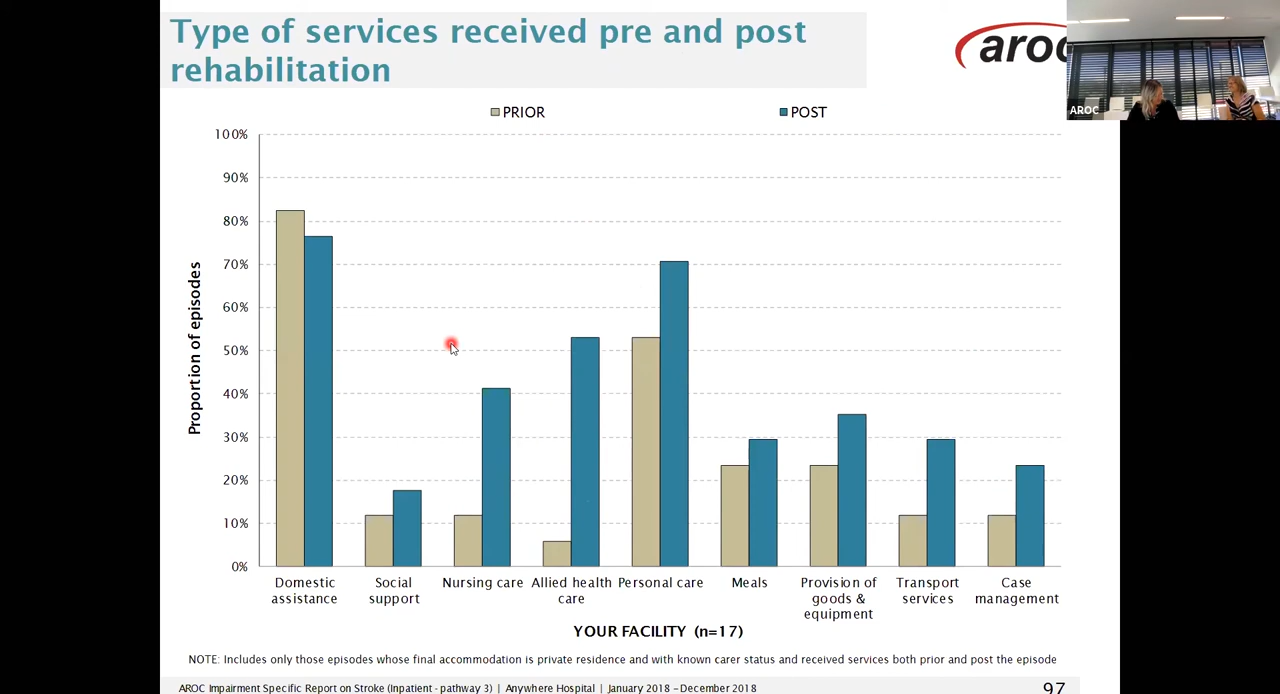 Type of services received pre and post
rehabilitation
aroc
AROC
PRIOR POST
100%
90%
80%
70%
60%
50%
40%
30%
20%
10%
0%
Proportion of episodes
Domestic assistance
Social support
Nursing care
Allied health care
Personal care
Meals
Provision of goods & equipment
Transport services
Case management
YOUR FACILITY (n=17)
NOTE: Includes only those episodes whose final accommodation is private residence and with known carer status and received services both prior and post the episode
AROC Impairment Specific Report on Stroke (Inpatient - pathway 3) | Anywhere Hospital | January 2018 – December 2018
97